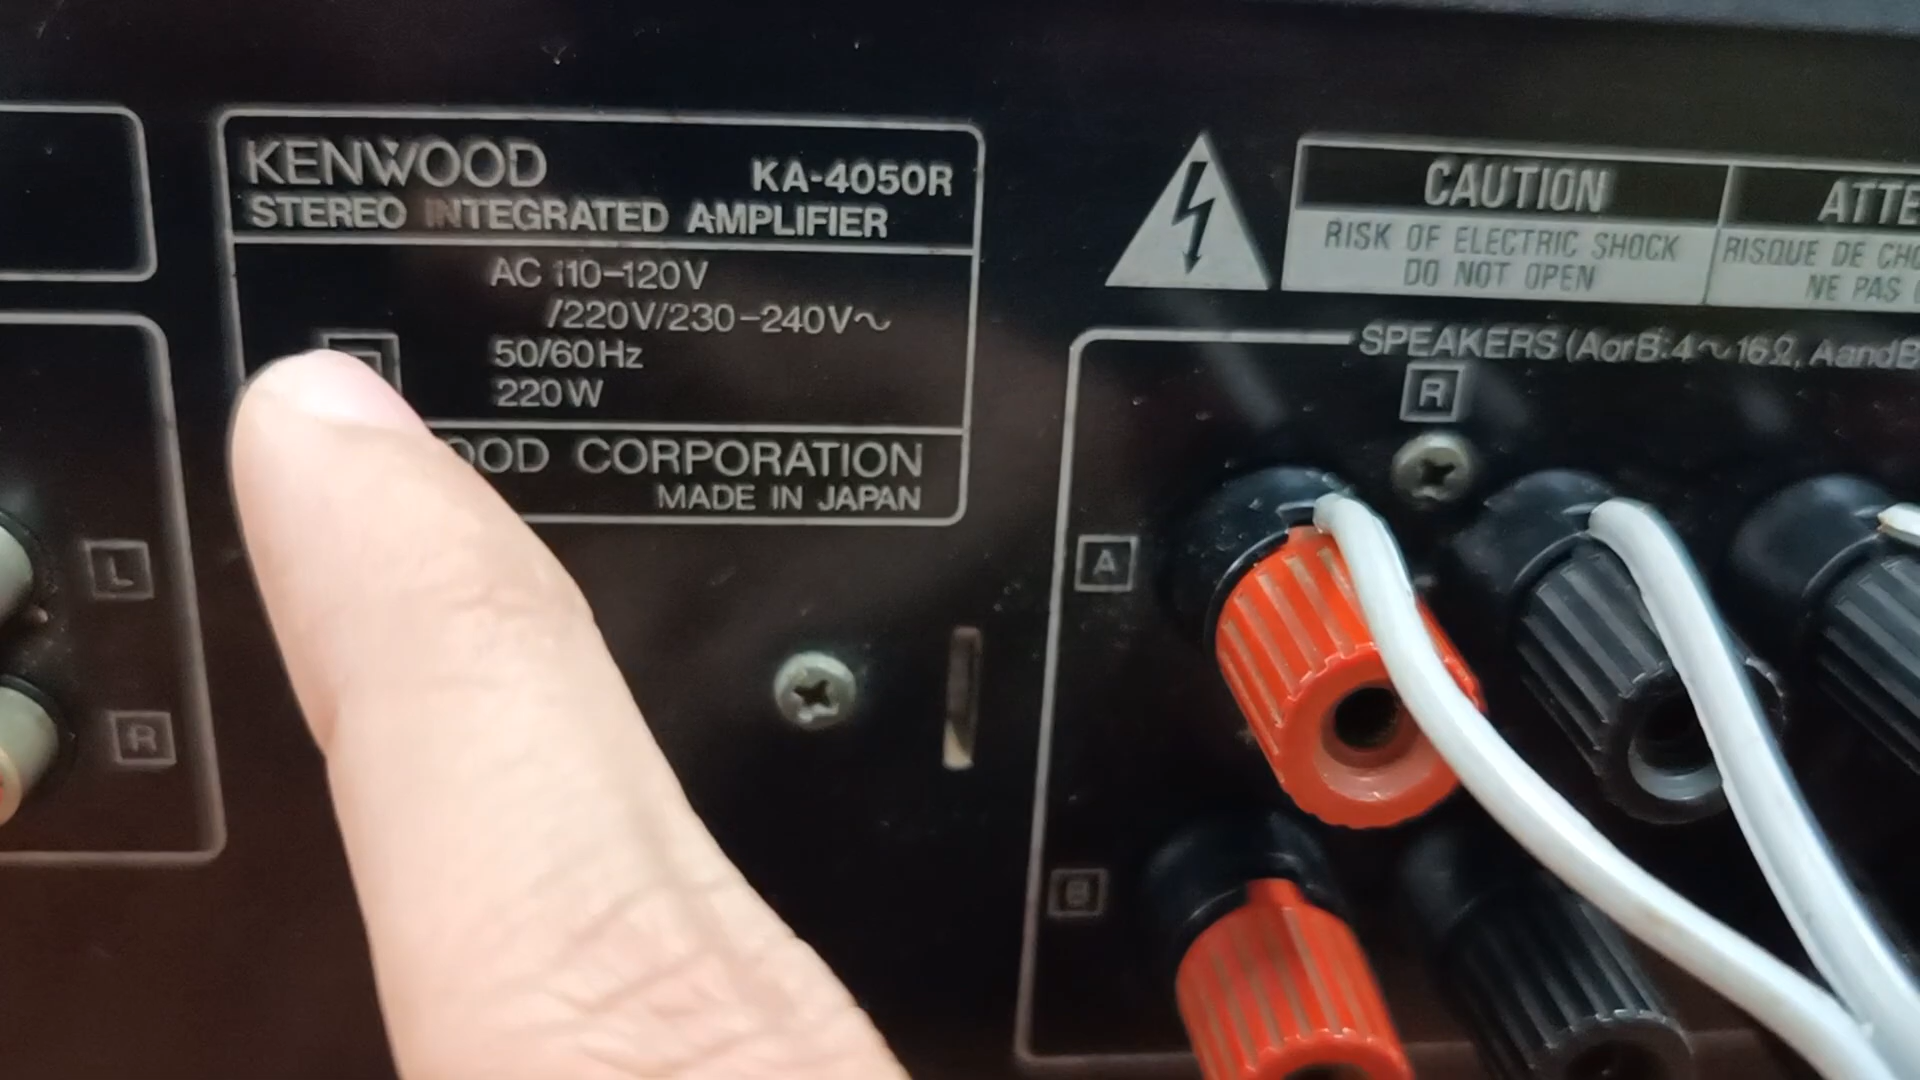 KENWOOD
KA-4050R
STEREO INTEGRATED AMPLIFIER
AC 110-120V
/220V/230-240V~
50/60Hz
220W
OOD CORPORATION
MADE IN JAPAN
L
R
CAUTION
RISK OF ELECTRIC SHOCK
DO NOT OPEN
ATTE
RISQUE DE CHO
NE PAS
SPEAKERS (A or B:4~16Ω, A and B
R
A
B